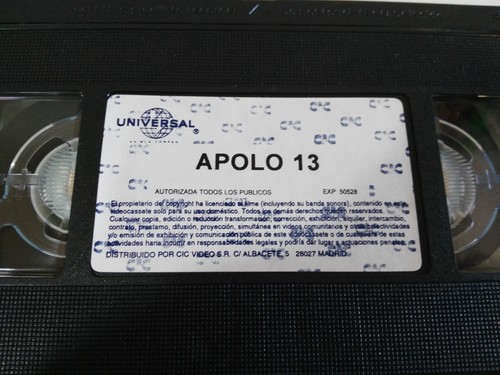 UNIVERSAL
APOLO 13
AUTORIZADA TODOS LOS PUBLICOS EXP 50528
El propietario del copyright ha licenciado el filme (incluyendo su banda sonora), contenido en este
videocassete solo para su uso doméstico. Todos los demás derechos quedan reservados.
Cualquier copia, edición o reducción transformación, corrección, exhibición, alquiler, intercambio,
contrato, prestamo, difusión, proyección, simultánea en videos comunitarios y otras colectividades
y/o emisión de exhibición y comunicación pública de este videocassete o de cualquiera de estas
actividades haría incurrir en responsabilidades legales y podría dar lugar a actuaciones penales.
DISTRIBUIDO POR CIC VIDEO S.R. C/ ALBACETE, 5 28027 MADRID